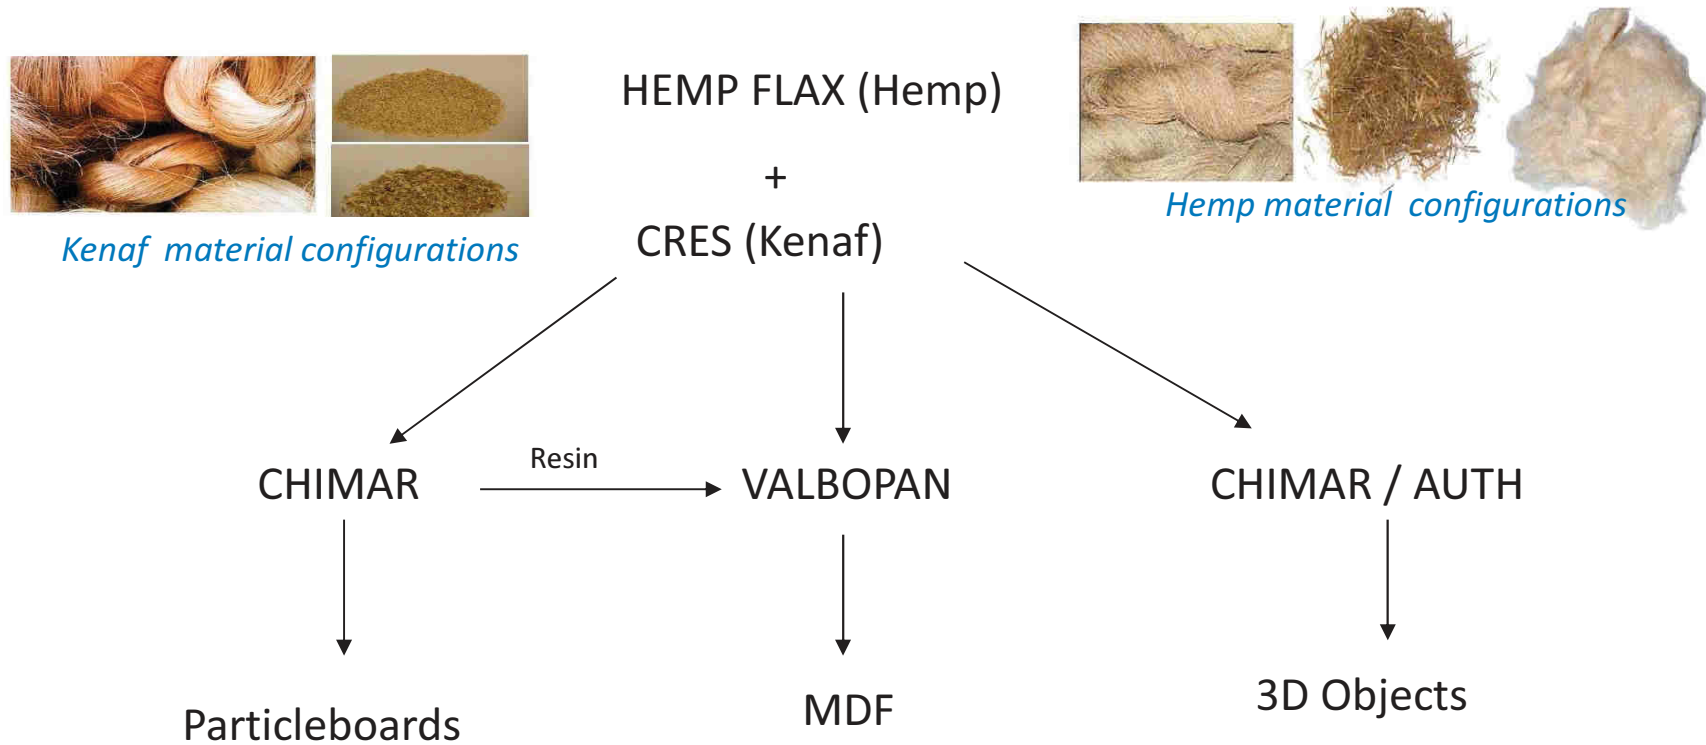 HEMP FLAX (Hemp)
+
CRES (Kenaf)
Kenaf material configurations
Hemp material configurations
CHIMAR
Resin
VALBOPAN
CHIMAR / AUTH
Particleboards
MDF
3D Objects